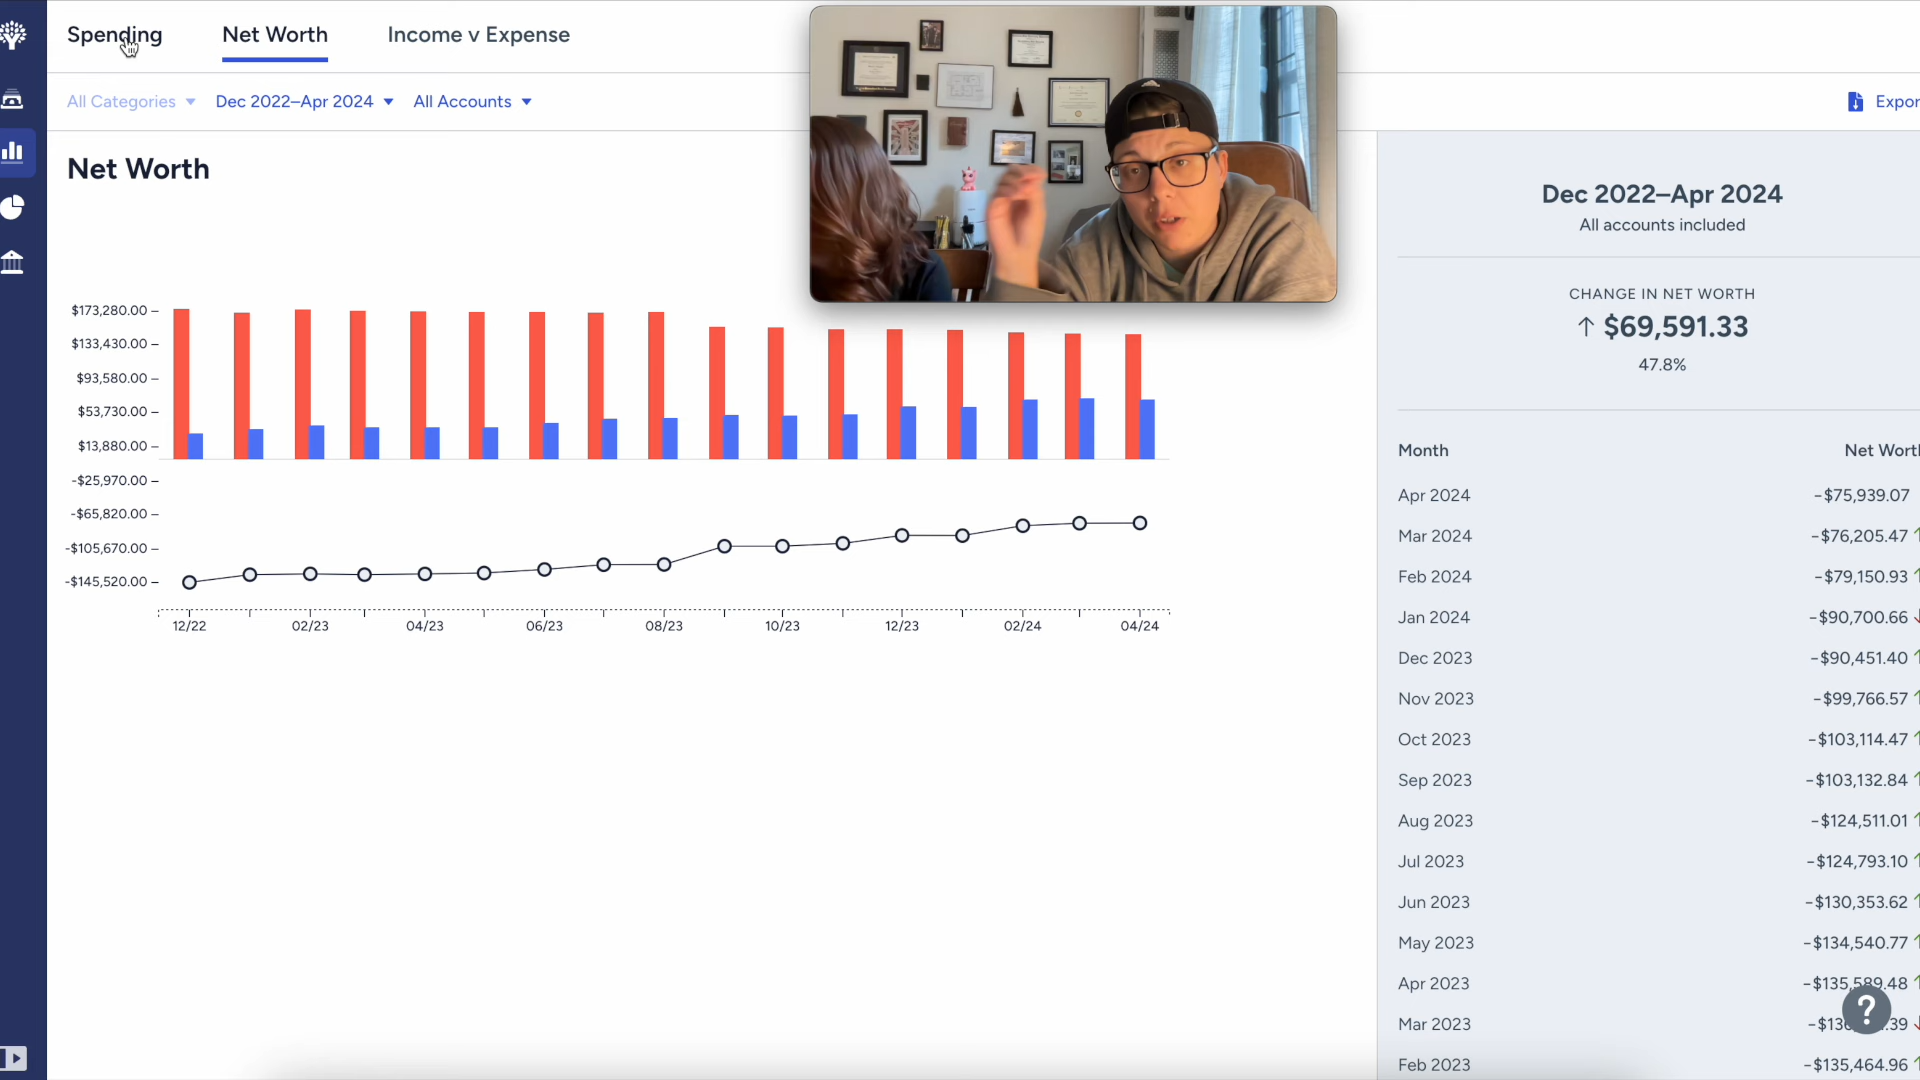 Spending Net Worth Income v Expense
All Categories Dec 2022–Apr 2024 All Accounts
Expor
Net Worth
$173,280.00
$133,430.00
$93,580.00
$53,730.00
$13,880.00
-$25,970.00
-$65,820.00
-$105,670.00
-$145,520.00
12/22 02/23 04/23 06/23 08/23 10/23 12/23 02/24 04/24
Dec 2022–Apr 2024
All accounts included
CHANGE IN NET WORTH
↑ $69,591.33
47.8%
Month Net Worth
Apr 2024 -$75,939.07
Mar 2024 -$76,205.47
Feb 2024 -$79,150.93
Jan 2024 -$90,700.66
Dec 2023 -$90,451.40
Nov 2023 -$99,766.57
Oct 2023 -$103,114.47
Sep 2023 -$103,132.84
Aug 2023 -$124,511.01
Jul 2023 -$124,793.10
Jun 2023 -$130,353.62
May 2023 -$134,540.77
Apr 2023 -$135,589.48
Mar 2023
Feb 2023 -$135,464.96
?